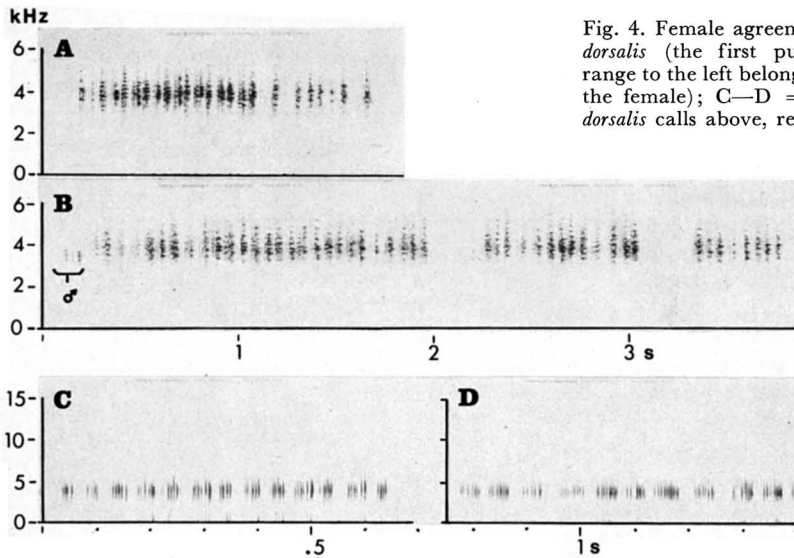 kHz
Fig. 4. Female agreem
dorsalis (the first pu
range to the left belong
the female); C—D =
dorsalis calls above, re
A
6-
4-
2-
0-
B
6-
4-
2-
0-
♂
1
2
3 s
C
15-
10-
5-
0
D
.5
1 s